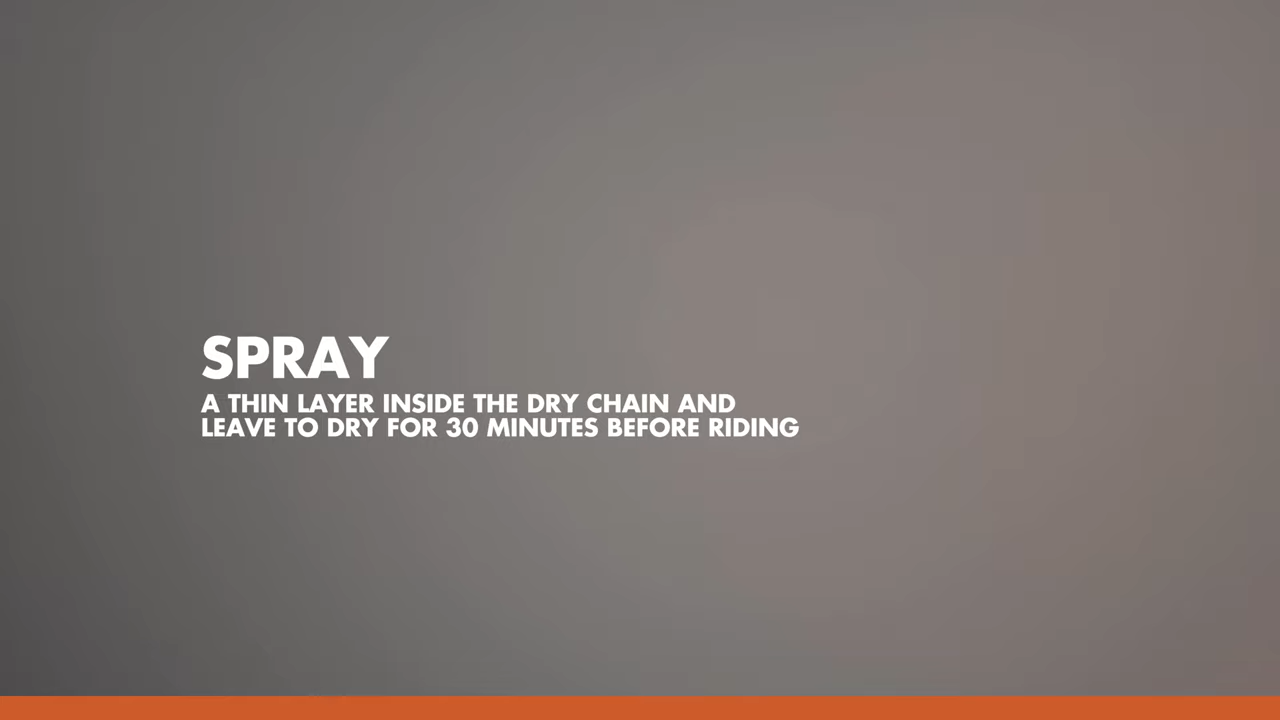 SPRAY
A THIN LAYER INSIDE THE DRY CHAIN AND
LEAVE TO DRY FOR 30 MINUTES BEFORE RIDING